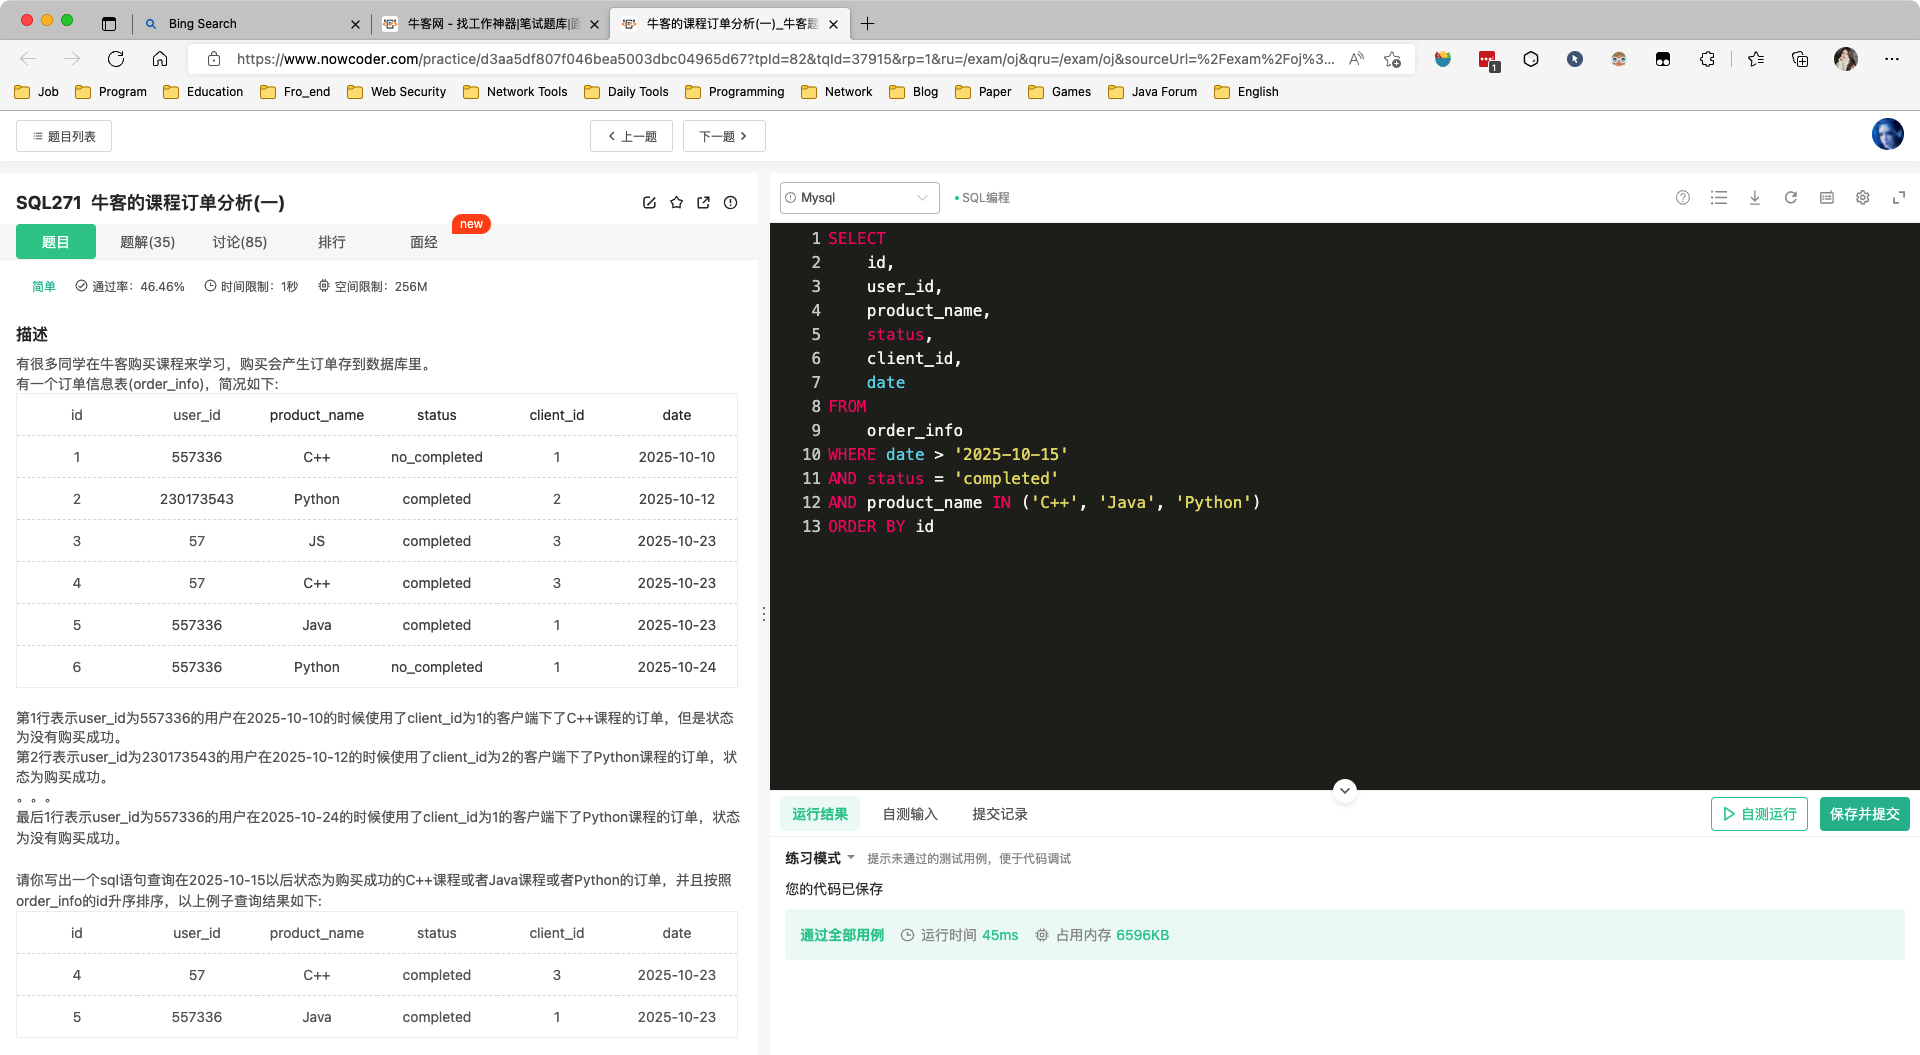 Bing Search
牛客网 - 找工作神器|笔试题库|面
牛客的课程订单分析(一)_牛客题
https://www.nowcoder.com/practice/d3aa5df807f046bea5003dbc04965d67?tpId=82&tqId=37915&rp=1&ru=/exam/oj&qru=/exam/oj&sourceUrl=%2Fexam%2Foj%3...
1
Job
Program
Education
Fro_end
Web Security
Network Tools
Daily Tools
Programming
Network
Blog
Paper
Games
Java Forum
English
题目列表
上一题
下一题
SQL271 牛客的课程订单分析(一)
new
题目
题解(35)
讨论(85)
排行
面经
简单
通过率：46.46%
时间限制：1秒
空间限制：256M
描述
有很多同学在牛客购买课程来学习，购买会产生订单存到数据库里。
有一个订单信息表(order_info)，简况如下:
id user_id product_name status client_id date
1 557336 C++ no_completed 1 2025-10-10
2 230173543 Python completed 2 2025-10-12
3 57 JS completed 3 2025-10-23
4 57 C++ completed 3 2025-10-23
5 557336 Java completed 1 2025-10-23
6 557336 Python no_completed 1 2025-10-24
第1行表示user_id为557336的用户在2025-10-10的时候使用了client_id为1的客户端下了C++课程的订单，但是状态
为没有购买成功。
第2行表示user_id为230173543的用户在2025-10-12的时候使用了client_id为2的客户端下了Python课程的订单，状
态为购买成功。
。。。
最后1行表示user_id为557336的用户在2025-10-24的时候使用了client_id为1的客户端下了Python课程的订单，状态
为没有购买成功。
请你写出一个sql语句查询在2025-10-15以后状态为购买成功的C++课程或者Java课程或者Python的订单，并且按照
order_info的id升序排序，以上例子查询结果如下:
id user_id product_name status client_id date
4 57 C++ completed 3 2025-10-23
5 557336 Java completed 1 2025-10-23
Mysql
SQL编程
1 SELECT
2 id,
3 user_id,
4 product_name,
5 status,
6 client_id,
7 date
8 FROM
9 order_info
10 WHERE date > '2025-10-15'
11 AND status = 'completed'
12 AND product_name IN ('C++', 'Java', 'Python')
13 ORDER BY id
运行结果
自测输入
提交记录
自测运行
保存并提交
练习模式
提示未通过的测试用例，便于代码调试
您的代码已保存
通过全部用例 运行时间 45ms 占用内存 6596KB